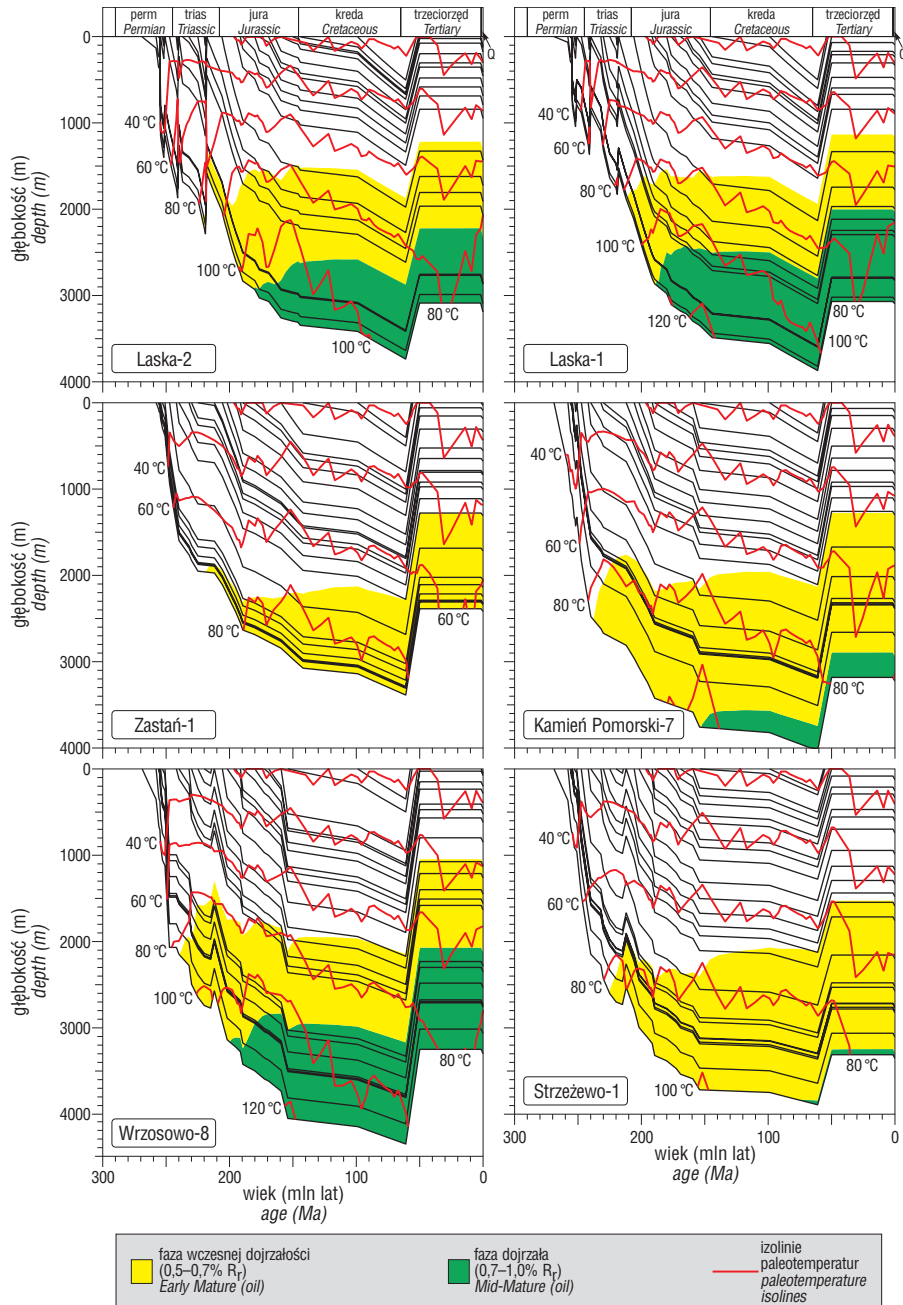 perm trias jura kreda trzeciorzęd perm trias jura kreda trzeciorzęd
Permian Triassic Jurassic Cretaceous Tertiary Permian Triassic Jurassic Cretaceous Tertiary
0
Q
Q
1000
2000
3000
4000
głębokość (m)
depth (m)
40 °C
60 °C
80 °C
100 °C
100 °C
80 °C
Laska-2
40 °C
60 °C
80 °C
100 °C
120 °C
80 °C
100 °C
Laska-1
0
1000
2000
3000
4000
głębokość (m)
depth (m)
40 °C
60 °C
80 °C
60 °C
Zastań-1
40 °C
60 °C
80 °C
80 °C
Kamień Pomorski-7
0
1000
2000
3000
4000
głębokość (m)
depth (m)
40 °C
60 °C
80 °C
100 °C
120 °C
80 °C
Wrzosowo-8
40 °C
60 °C
80 °C
100 °C
80 °C
Strzeżewo-1
300 200 100 0
wiek (mln lat)
age (Ma)
300 200 100 0
wiek (mln lat)
age (Ma)
faza wczesnej dojrzałości
(0,5–0,7% Rr)
Early Mature (oil)
faza dojrzała
(0,7–1,0% Rr)
Mid-Mature (oil)
izolinie
paleotemperatur
paleotemperature
isolines